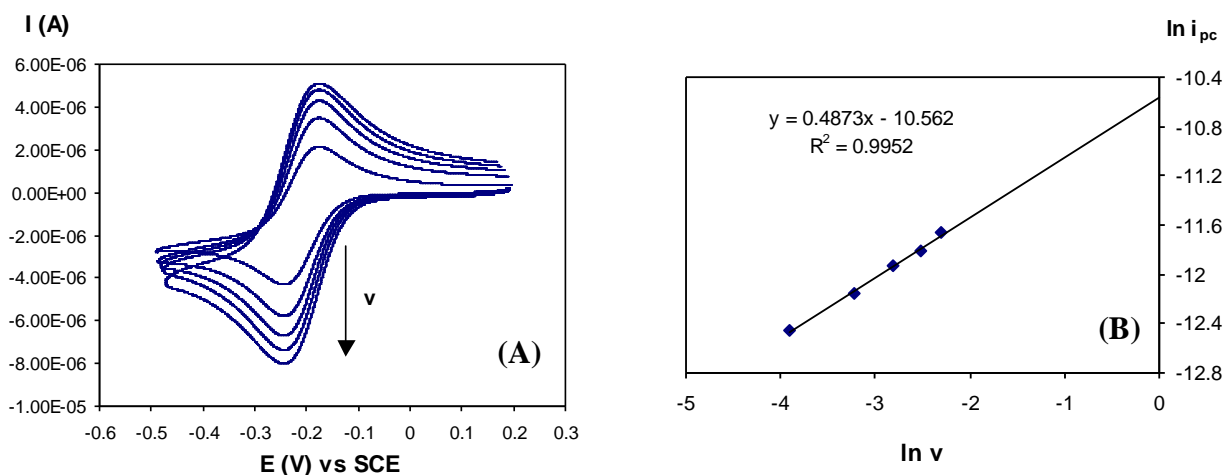 I (A)
6.00E-06
4.00E-06
2.00E-06
0.00E+00
-2.00E-06
-4.00E-06
-6.00E-06
-8.00E-06
-1.00E-05
v
(A)
-0.6 -0.5 -0.4 -0.3 -0.2 -0.1 0 0.1 0.2 0.3
E (V) vs SCE
ln i pc
y = 0.4873x - 10.562
R2 = 0.9952
-10.4
-10.8
-11.2
-11.6
-12
-12.4
-12.8
(B)
-5 -4 -3 -2 -1 0
ln v